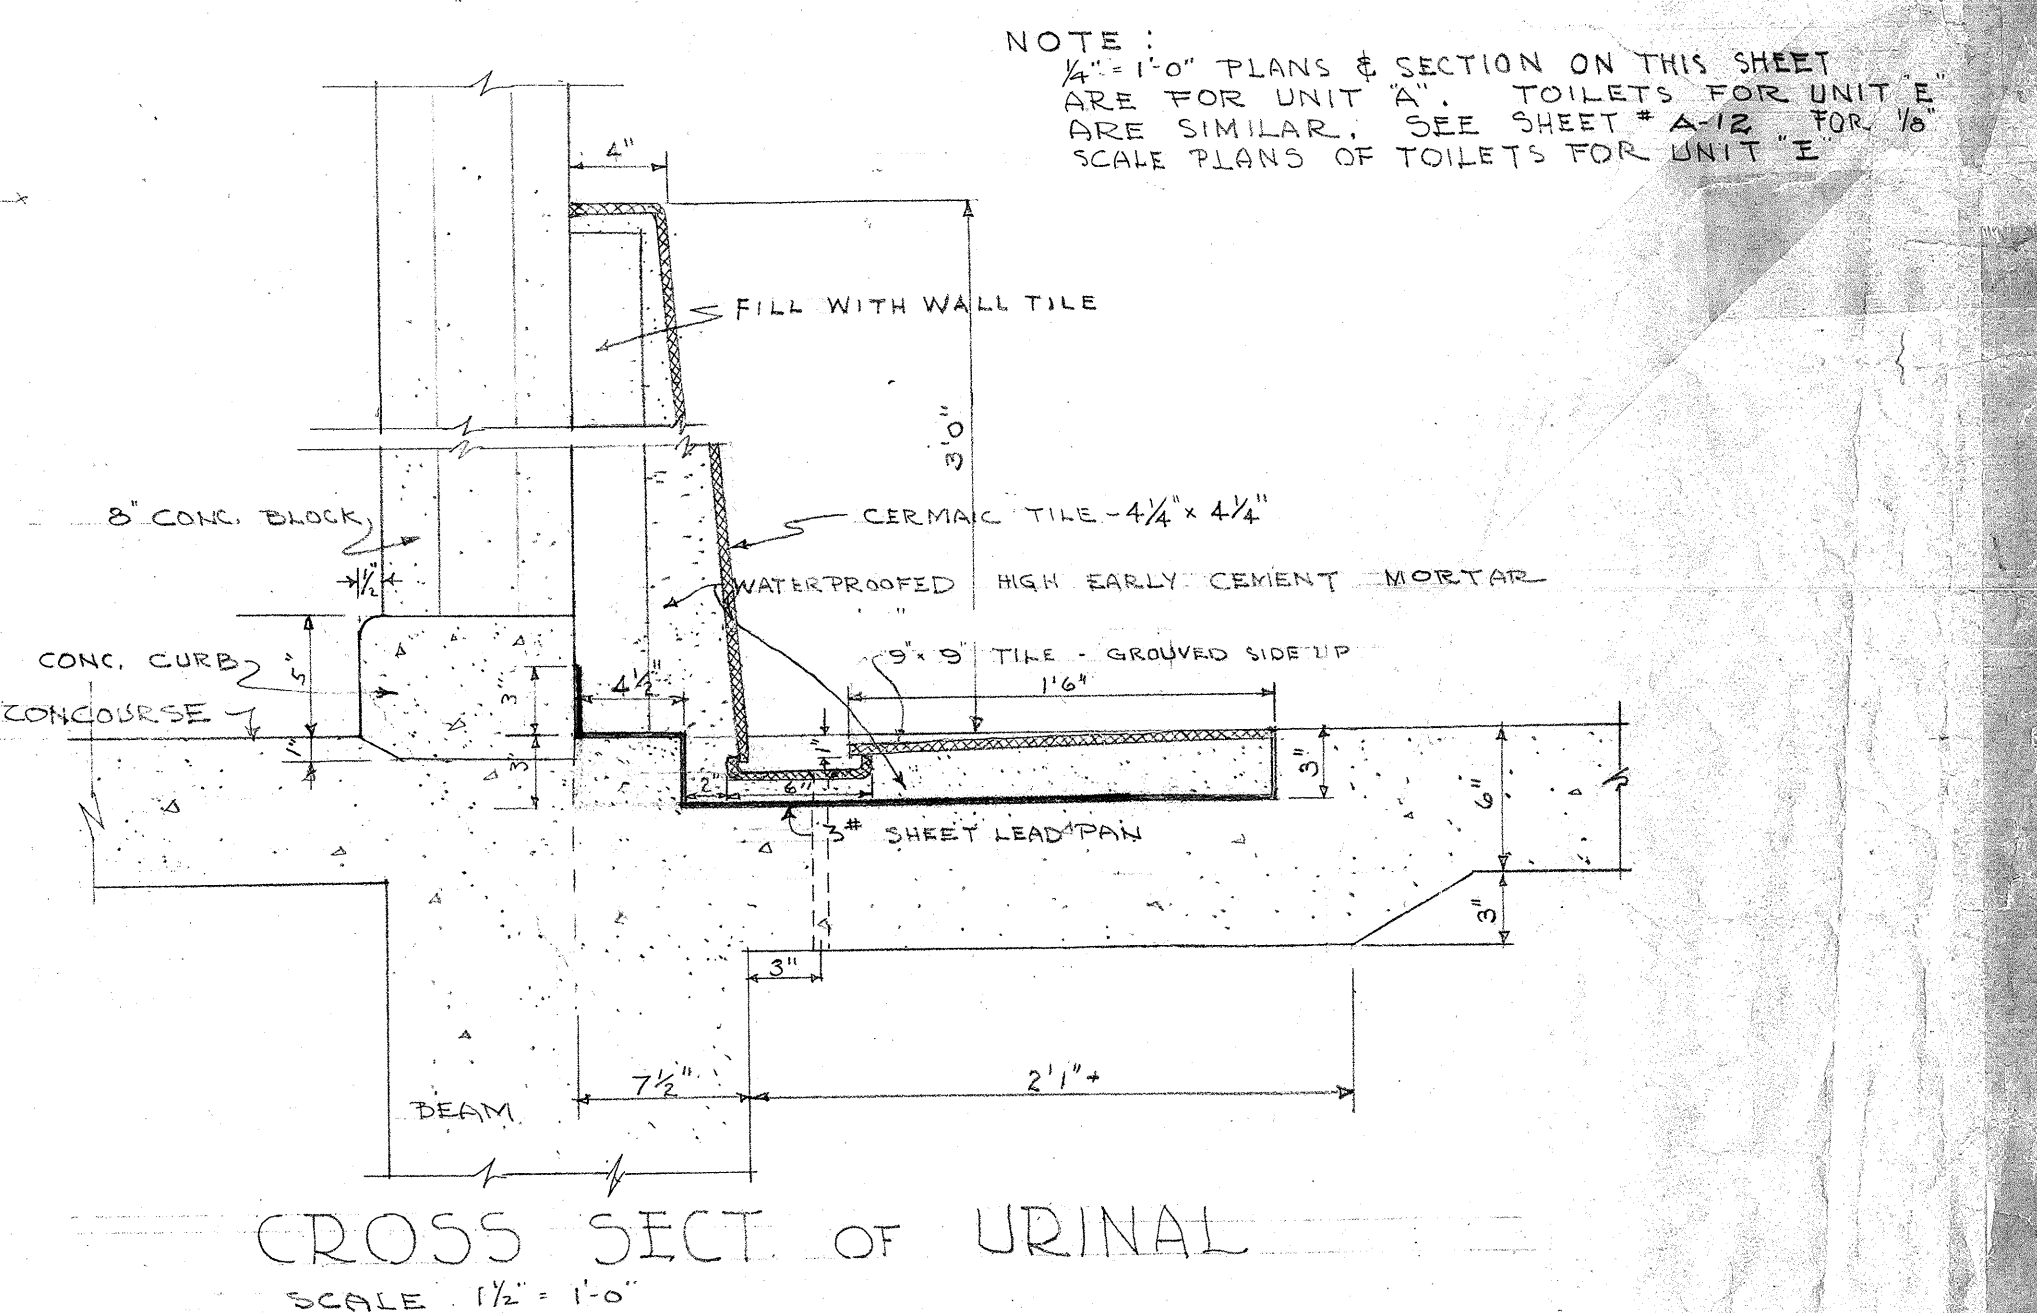 NOTE :
1/4" = 1'-0" PLANS & SECTION ON THIS SHEET
ARE FOR UNIT "A". TOILETS FOR UNIT "E"
ARE SIMILAR. SEE SHEET # A-12 FOR 1/8"
SCALE PLANS OF TOILETS FOR UNIT "E"
4"
FILL WITH WALL TILE
3'0"
8" CONC. BLOCK
CERMAIC TILE - 4 1/4" x 4 1/4"
1/2"
WATERPROOFED HIGH EARLY CEMENT MORTAR
CONC. CURB
5"
3"
4 1/2"
9" x 9" TILE - GROUVED SIDE UP
1'6"
CONCOURSE
1"
3"
1"
2"
6"
3"
6"
3# SHEET LEAD PAN
3"
3"
7 1/2"
2'1"+
BEAM
CROSS SECT. OF URINAL
SCALE 1 1/2" = 1'-0"